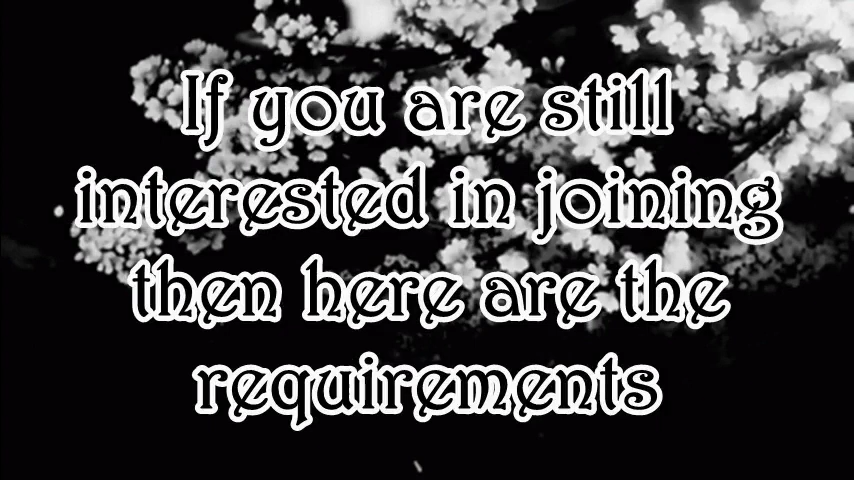 If you are still
interested in joining
then here are the
requirements